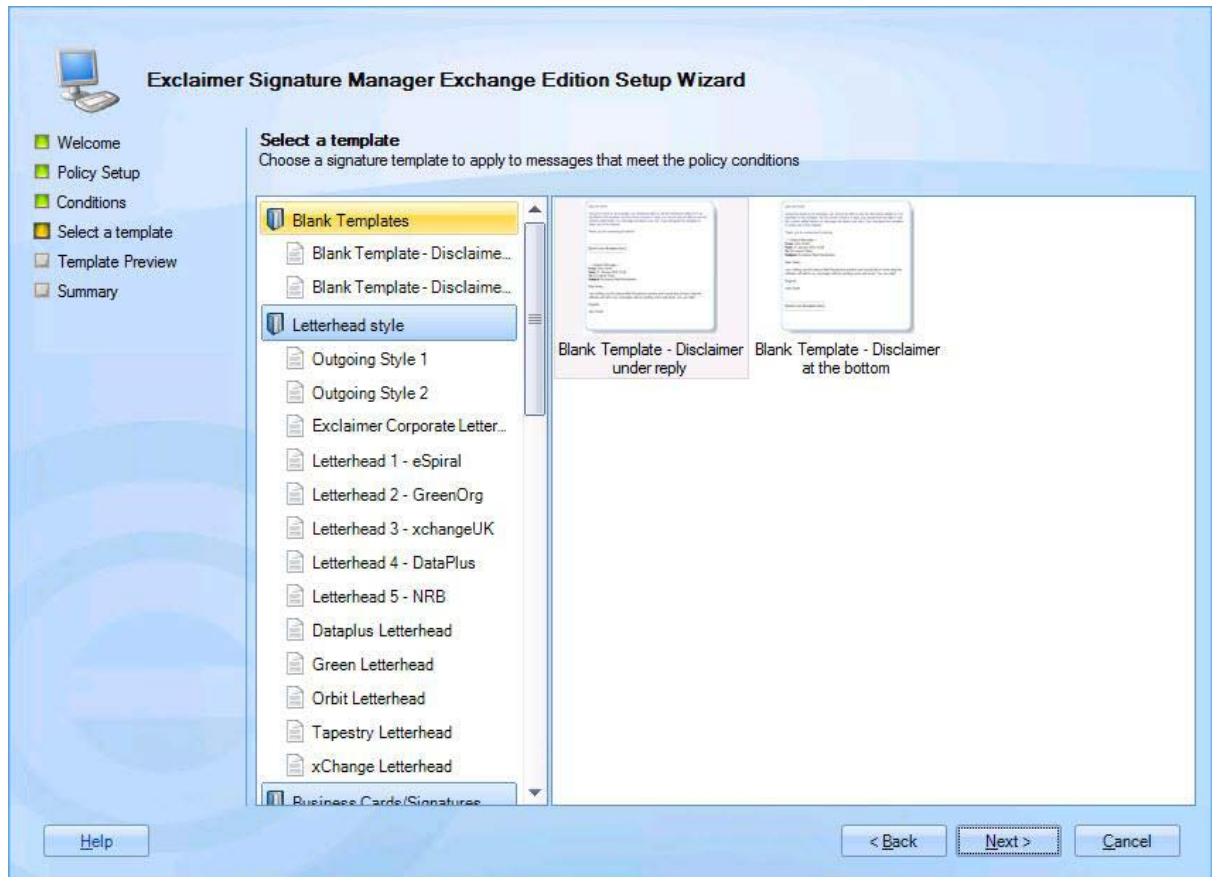 Exclaimer Signature Manager Exchange Edition Setup Wizard
Welcome
Policy Setup
Conditions
Select a template
Template Preview
Summary
Select a template
Choose a signature template to apply to messages that meet the policy conditions
Blank Templates
Blank Template - Disclaime...
Blank Template - Disclaime...
Letterhead style
Outgoing Style 1
Outgoing Style 2
Exclaimer Corporate Letter...
Letterhead 1 - eSpiral
Letterhead 2 - GreenOrg
Letterhead 3 - xchangeUK
Letterhead 4 - DataPlus
Letterhead 5 - NRB
Dataplus Letterhead
Green Letterhead
Orbit Letterhead
Tapestry Letterhead
xChange Letterhead
Business Cards/Signatures
Blank Template - Disclaimer
under reply
Blank Template - Disclaimer
at the bottom
Help
< Back
Next >
Cancel